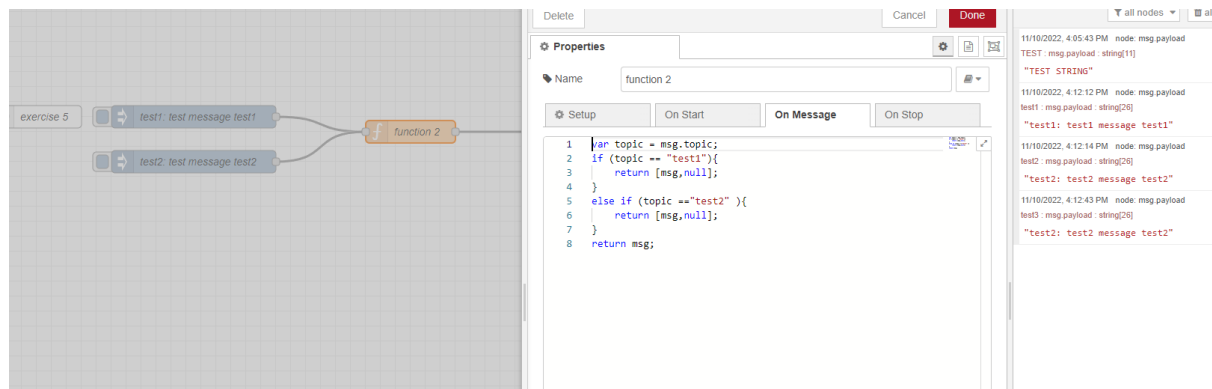 exercise 5
test1: test message test1
test2: test message test2
f
function 2
Delete
Cancel
Done
Properties
Name
function 2
Setup
On Start
On Message
On Stop
1 var topic = msg.topic;
2 if (topic == "test1"){
3 return [msg,null];
4 }
5 else if (topic =="test2" ){
6 return [msg,null];
7 }
8 return msg;
all nodes
al
11/10/2022, 4:05:43 PM node: msg.payload
TEST : msg.payload : string[11]
"TEST STRING"
11/10/2022, 4:12:12 PM node: msg.payload
test1 : msg.payload : string[26]
"test1: test1 message test1"
11/10/2022, 4:12:14 PM node: msg.payload
test2 : msg.payload : string[26]
"test2: test2 message test2"
11/10/2022, 4:12:43 PM node: msg.payload
test3 : msg.payload : string[26]
"test2: test2 message test2"